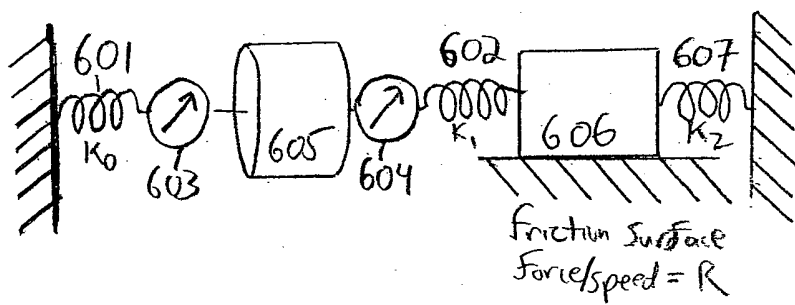 601
K0
603
605
604
602
K1
606
607
K2
friction surface
Force/speed = R